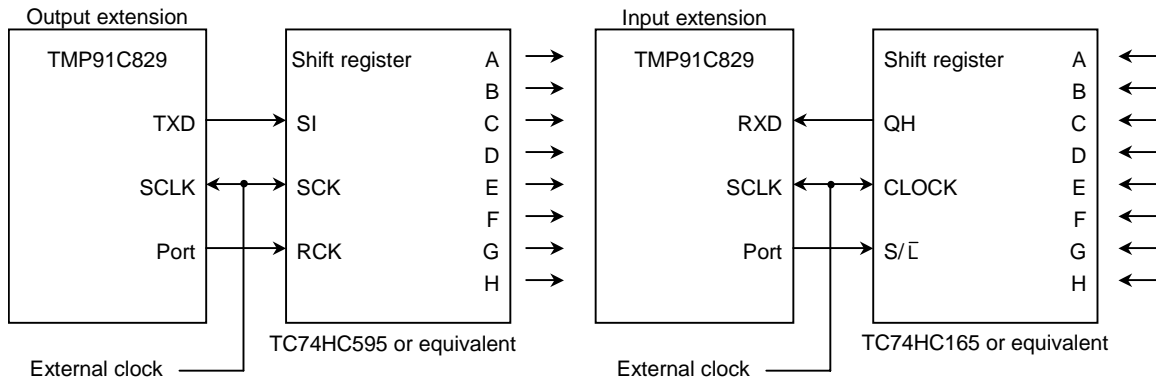 Output extension
TMP91C829
TXD
SCLK
Port
Shift register
SI
SCK
RCK
A
B
C
D
E
F
G
H
TC74HC595 or equivalent
External clock
Input extension
TMP91C829
RXD
SCLK
Port
Shift register
QH
CLOCK
S/L̅
A
B
C
D
E
F
G
H
TC74HC165 or equivalent
External clock